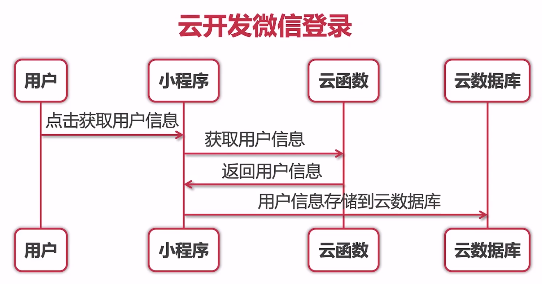 云开发微信登录
用户 小程序 云函数 云数据库
点击获取用户信息
获取用户信息
返回用户信息
用户信息存储到云数据库
用户 小程序 云函数 云数据库